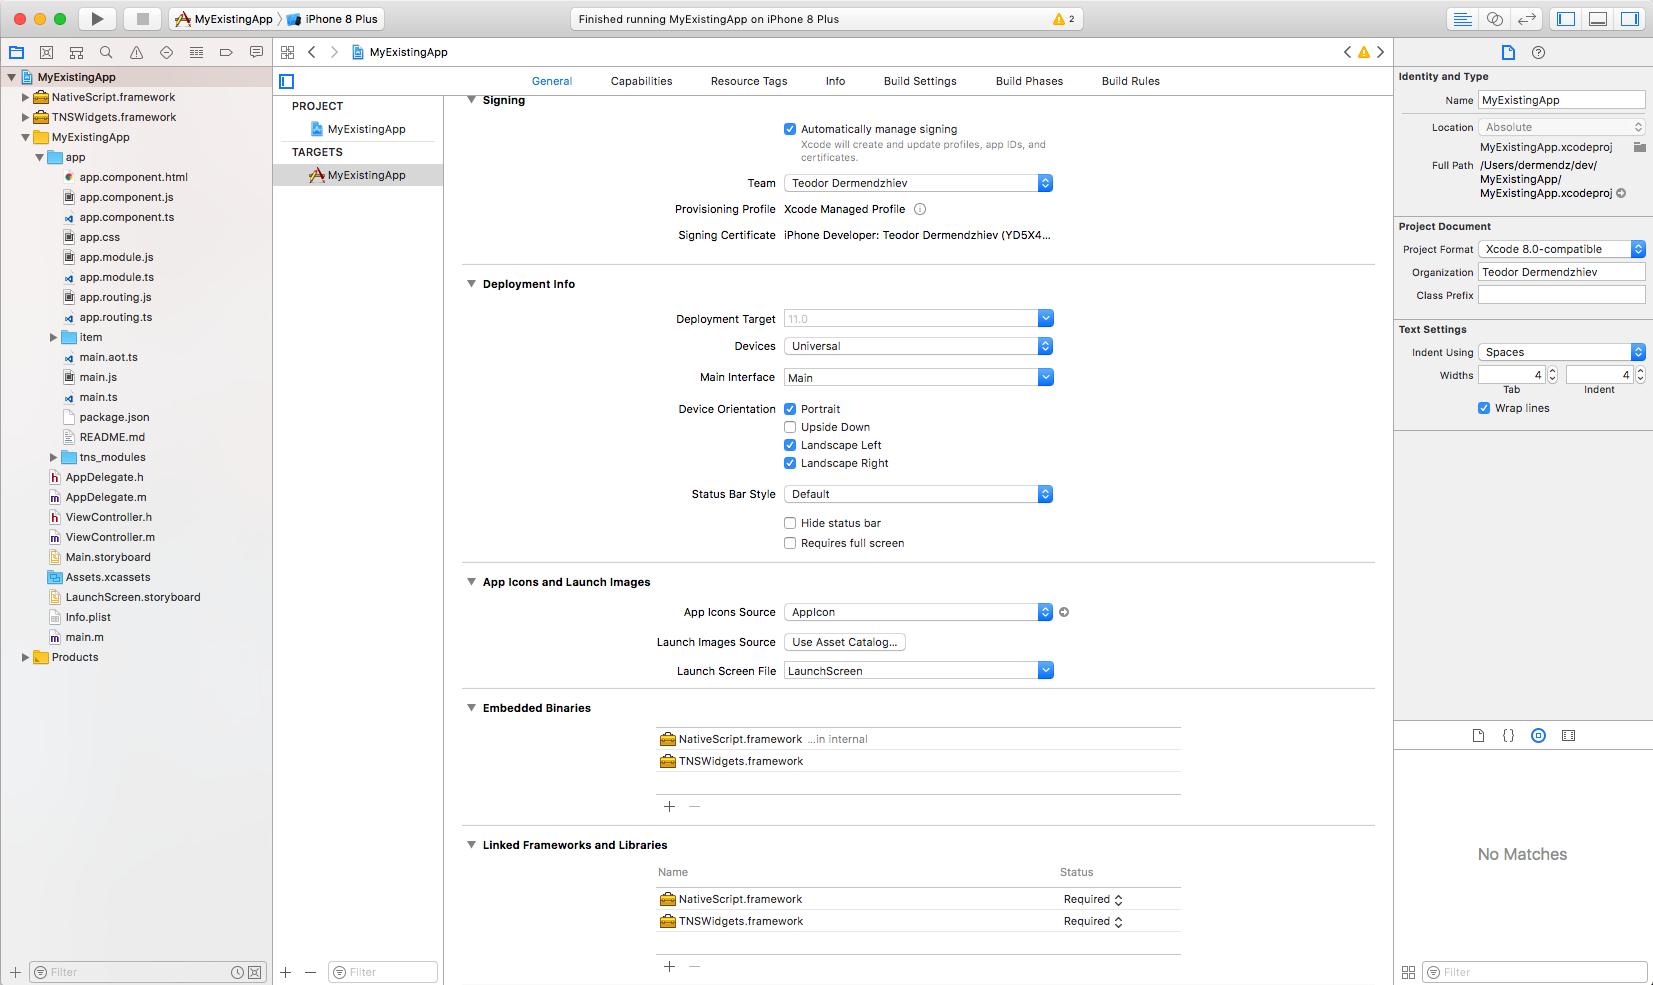 MyExistingApp
iPhone 8 Plus
Finished running MyExistingApp on iPhone 8 Plus
2
MyExistingApp
NativeScript.framework
TNSWidgets.framework
MyExistingApp
app
app.component.html
app.component.js
app.component.ts
app.css
app.module.js
app.module.ts
app.routing.js
app.routing.ts
item
main.aot.ts
main.js
main.ts
package.json
README.md
tns_modules
AppDelegate.h
AppDelegate.m
ViewController.h
ViewController.m
Main.storyboard
Assets.xcassets
LaunchScreen.storyboard
Info.plist
main.m
Products
Filter
MyExistingApp
General Capabilities Resource Tags Info Build Settings Build Phases Build Rules
PROJECT
MyExistingApp
TARGETS
MyExistingApp
Filter
Signing
Automatically manage signing
Xcode will create and update profiles, app IDs, and
certificates.
Team Teodor Dermendzhiev
Provisioning Profile Xcode Managed Profile
Signing Certificate iPhone Developer: Teodor Dermendzhiev (YD5X4...
Deployment Info
Deployment Target 11.0
Devices Universal
Main Interface Main
Device Orientation Portrait
Upside Down
Landscape Left
Landscape Right
Status Bar Style Default
Hide status bar
Requires full screen
App Icons and Launch Images
App Icons Source AppIcon
Launch Images Source Use Asset Catalog...
Launch Screen File LaunchScreen
Embedded Binaries
NativeScript.framework ...in internal
TNSWidgets.framework
Linked Frameworks and Libraries
Name Status
NativeScript.framework Required
TNSWidgets.framework Required
Identity and Type
Name MyExistingApp
Location Absolute
MyExistingApp.xcodeproj
Full Path /Users/dermendz/dev/
MyExistingApp/
MyExistingApp.xcodeproj
Project Document
Project Format Xcode 8.0-compatible
Organization Teodor Dermendzhiev
Class Prefix
Text Settings
Indent Using Spaces
Widths 4 4
Tab Indent
Wrap lines
No Matches
Filter